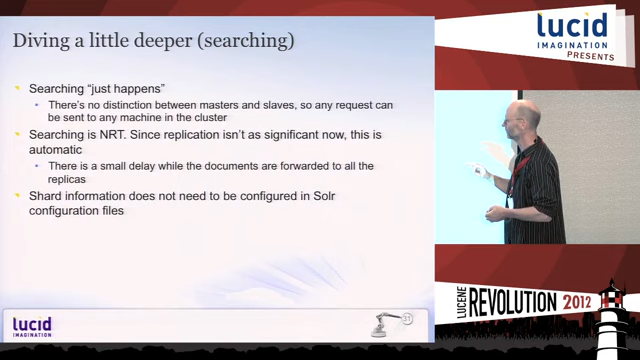 Diving a little deeper (searching)
Searching “just happens”
There’s no distinction between masters and slaves, so any request can
be sent to any machine in the cluster
Searching is NRT. Since replication isn’t as significant now, this is
automatic
There is a small delay while the documents are forwarded to all the
replicas
Shard information does not need to be configured in Solr
configuration files
lucid
IMAGINATION
31
lucid
IMAGINATION
PRESENTS
LUCENE
REVOLUTION 2012